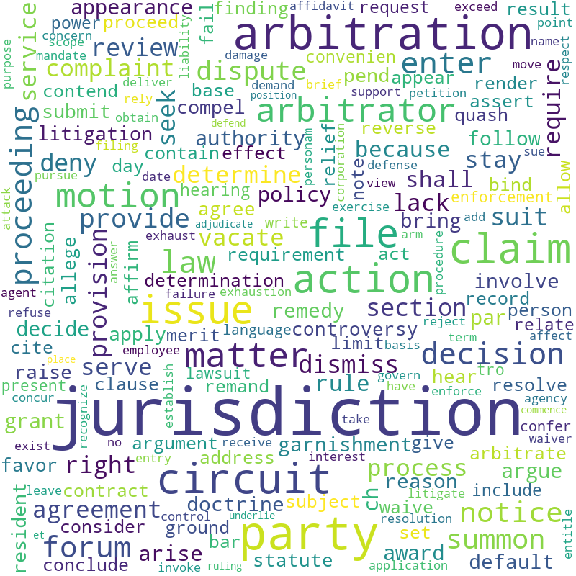 appearance
affidavit
request
exceed
result
power
proceed
finding
arbitration
point
concern
scope
mandate
purpose
service
review
fail
liability
convenien
enter
name
move
respect
complaint
dispute
damage
deliver
demand
brief
support
petition
render
require
contend
rely
base
position
pend
appear
assert
submit
obtain
seek
compel
arbitrator
quash
litigation
filing
authority
defend
because
reverse
follow
sue
deny
contain
effect
personam
corporation
note
defense
stay
allow
pursue
day
determine
relief
view
enforcement
proceeding
hearing
date
policy
shall
bind
attack
motion
agree
exercise
lack
add
suit
citation
adjudicate
write
bring
provide
vacate
file
claim
allege
answer
affirm
requirement
act
arm
procedure
provision
law
action
involve
agent
exhaust
determination
section
record
person
refuse
failure
exhaustion
remedy
par
relate
decide
issue
language
controversy
limit
basis
reject
affect
cite
apply
merit
matter
decision
term
place
employee
lawsuit
dismiss
govern
hear
tro
raise
serve
rule
have
enforce
resolve
present
clause
remand
establish
agency
commence
concur
recognize
jurisdiction
confer
waiver
grant
take
exist
no
argument
receive
garnishment
give
arbitrate
favor
right
entry
address
interest
process
argue
circuit
ch
reason
litigate
include
resident
leave
contract
doctrine
subject
waive
notice
agreement
control
underlie
resolution
set
summon
entitle
consider
ground
party
forum
bar
statute
award
default
et
arise
conclude
invoke
ruling
application